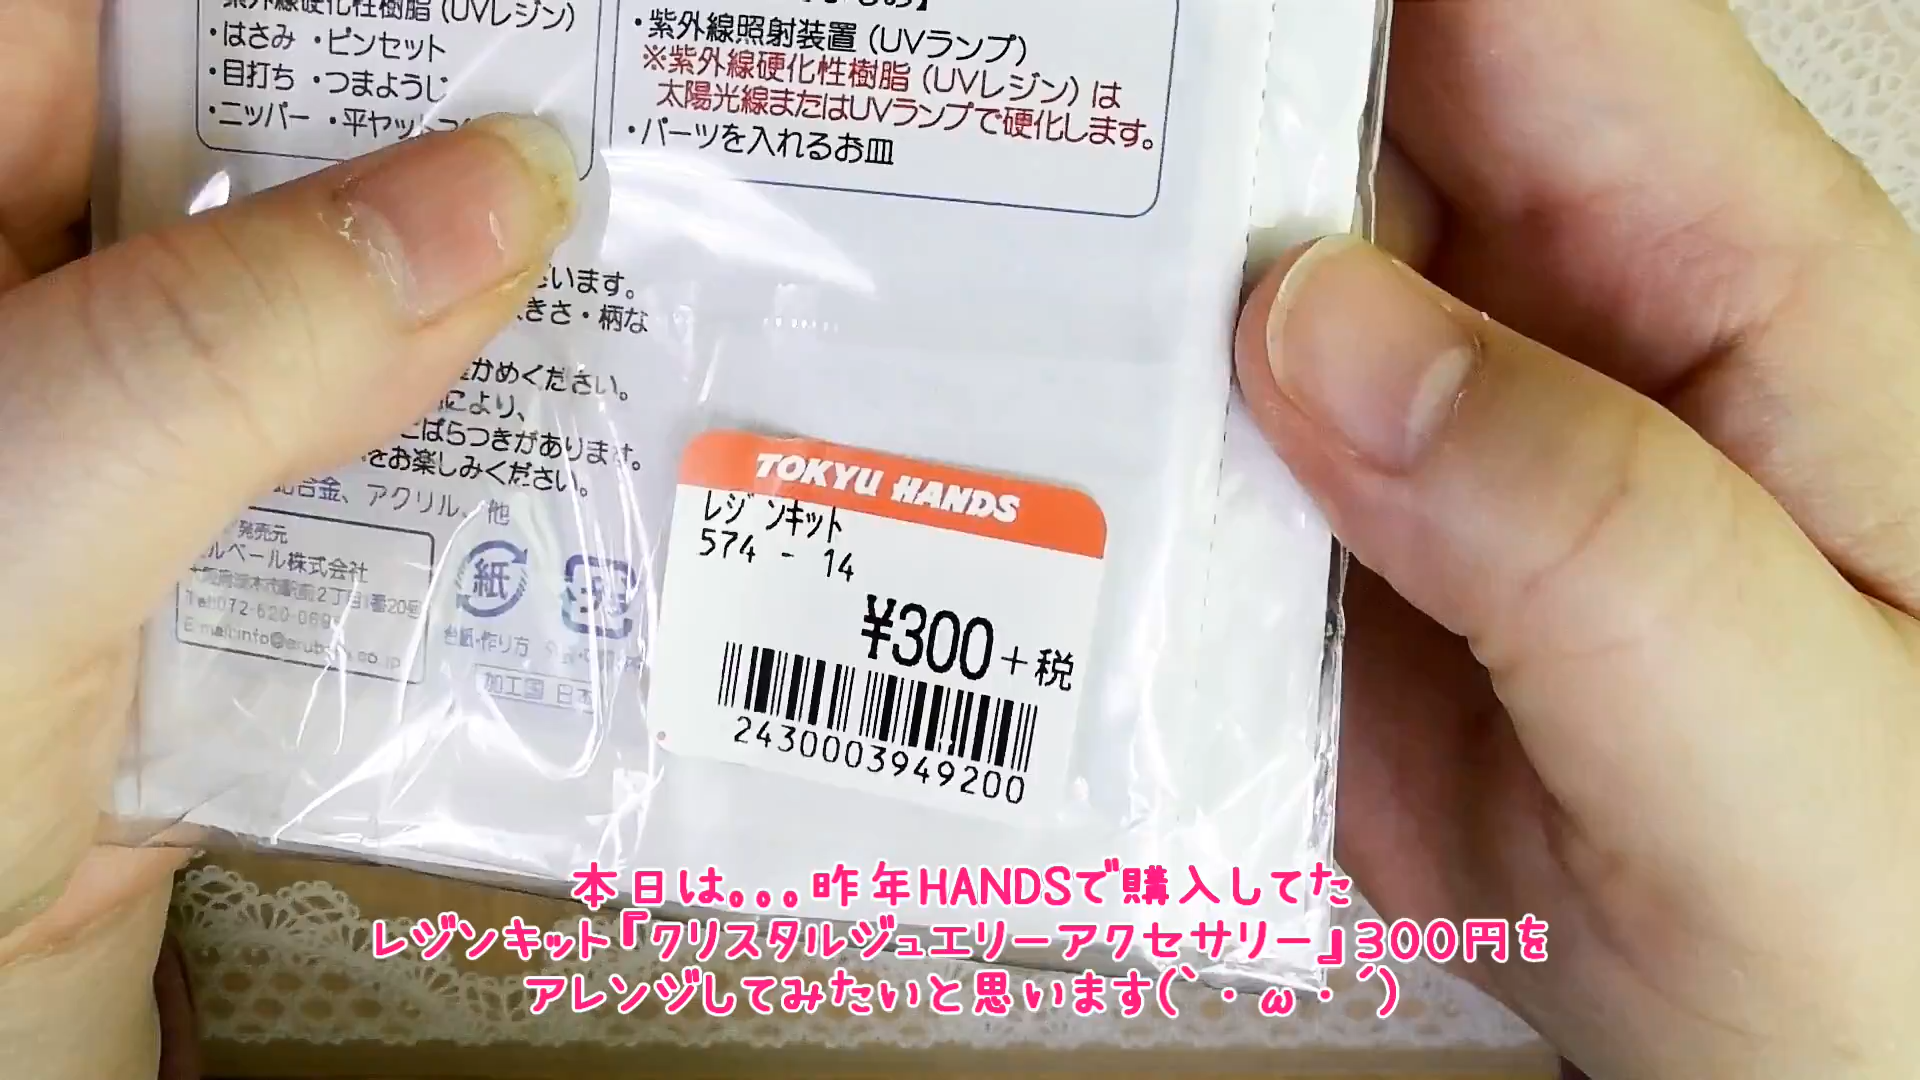 紫外線硬化性樹脂 (UVレジン)
・はさみ ・ピンセット
・目打ち ・つまようじ
・ニッパー ・平ヤット
・紫外線照射装置 (UVランプ)
※紫外線硬化性樹脂 (UVレジン) は
太陽光線またはUVランプで硬化します。
・パーツを入れるお皿
います。
きさ・柄な
かめください。
により、
ばらつきがあります。
をお楽しみください。
合金、アクリル、他
発売元
ルベール株式会社
紙
台紙・作り方
加工国 日本
TOKYU HANDS
レジンキット
574 - 14
¥300+税
2430003949200
本日は。。。昨年HANDSで購入してた
レジンキット『クリスタルジュエリーアクセサリー』300円を
アレンジしてみたいと思います(`・ω・´)